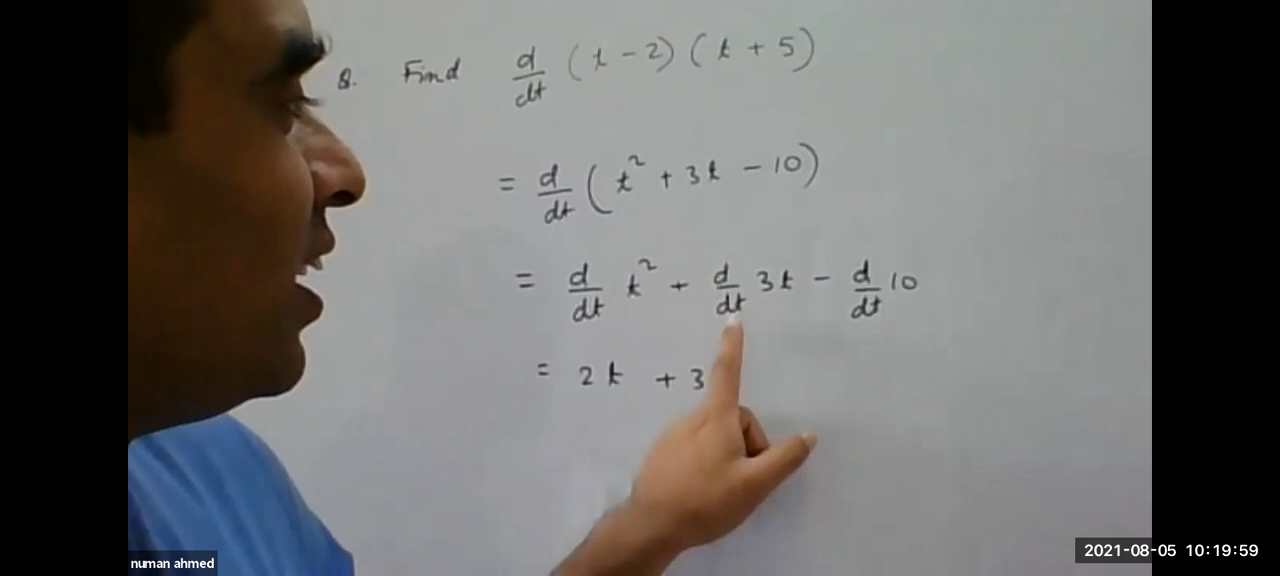 8. Find d/dt (t - 2) (t + 5)
= d/dt (t² + 3t - 10)
= d/dt t² + d/dt 3t - d/dt 10
= 2t + 3
numan ahmed
2021-08-05 10:19:59